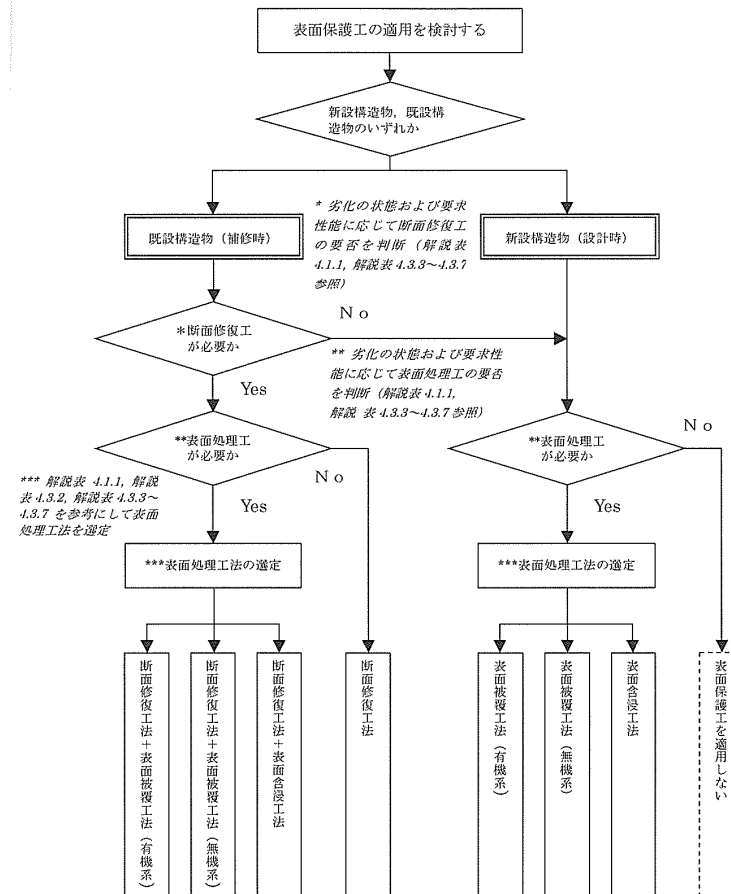 表面保護工の適用を検討する
新設構造物，既設構
造物のいずれか
* 劣化の状態および要求
性能に応じて断面修復工
の要否を判断（解説表
4.1.1, 解説表 4.3.3〜4.3.7
参照）
既設構造物（補修時）
新設構造物（設計時）
No
*断面修復工
が必要か
** 劣化の状態および要求性
能に応じて表面処理工の要否
を判断（解説表 4.1.1,
解説 表 4.3.3〜4.3.7 参照）
Yes
No
**表面処理工
が必要か
**表面処理工
が必要か
No
*** 解説表 4.1.1, 解説
表 4.3.2, 解説表 4.3.3〜
4.3.7 を参考にして表面
処理工法を選定
Yes
Yes
***表面処理工法の選定
***表面処理工法の選定
断面修復工法＋表面被覆工法（有機系）
断面修復工法＋表面被覆工法（無機系）
断面修復工法＋表面含浸工法
断面修復工法
表面被覆工法（有機系）
表面被覆工法（無機系）
表面含浸工法
表面保護工を適用しない